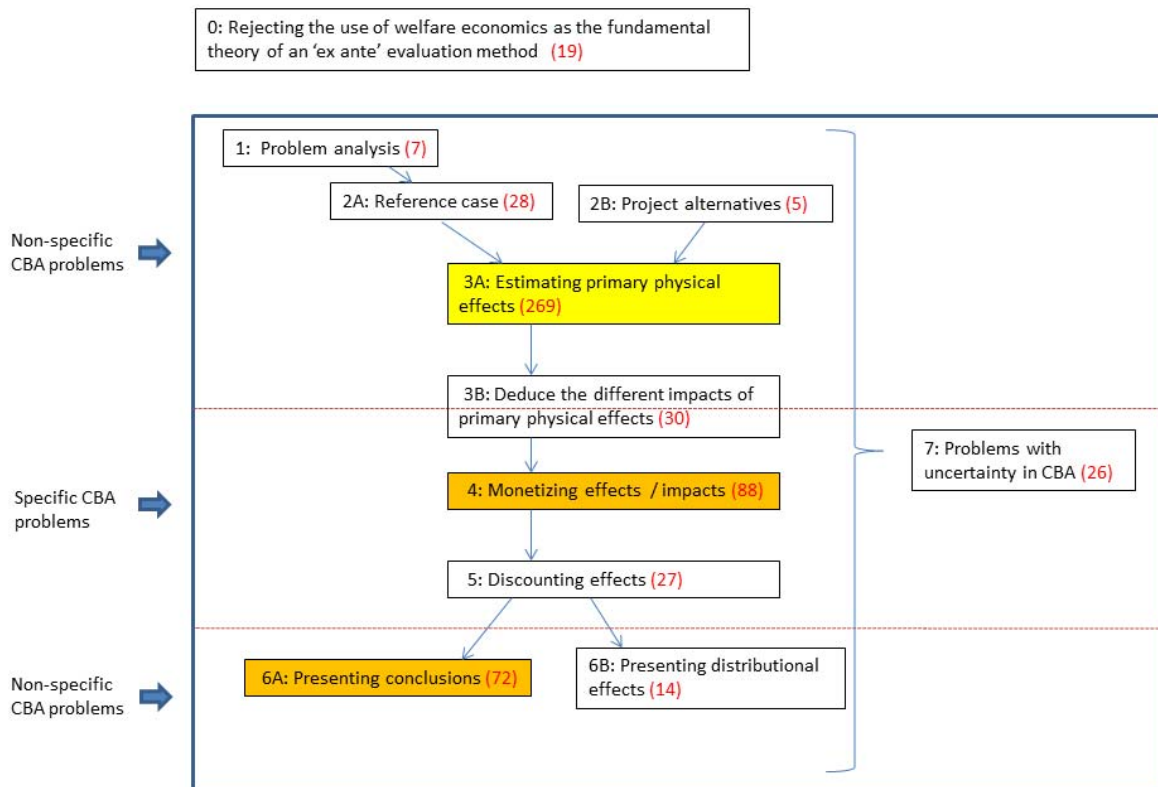 0: Rejecting the use of welfare economics as the fundamental
theory of an ‘ex ante’ evaluation method (19)
1: Problem analysis (7)
2A: Reference case (28)
2B: Project alternatives (5)
Non-specific
CBA problems
3A: Estimating primary physical
effects (269)
3B: Deduce the different impacts of
primary physical effects (30)
7: Problems with
uncertainty in CBA (26)
Specific CBA
problems
4: Monetizing effects / impacts (88)
5: Discounting effects (27)
Non-specific
CBA problems
6A: Presenting conclusions (72)
6B: Presenting distributional
effects (14)